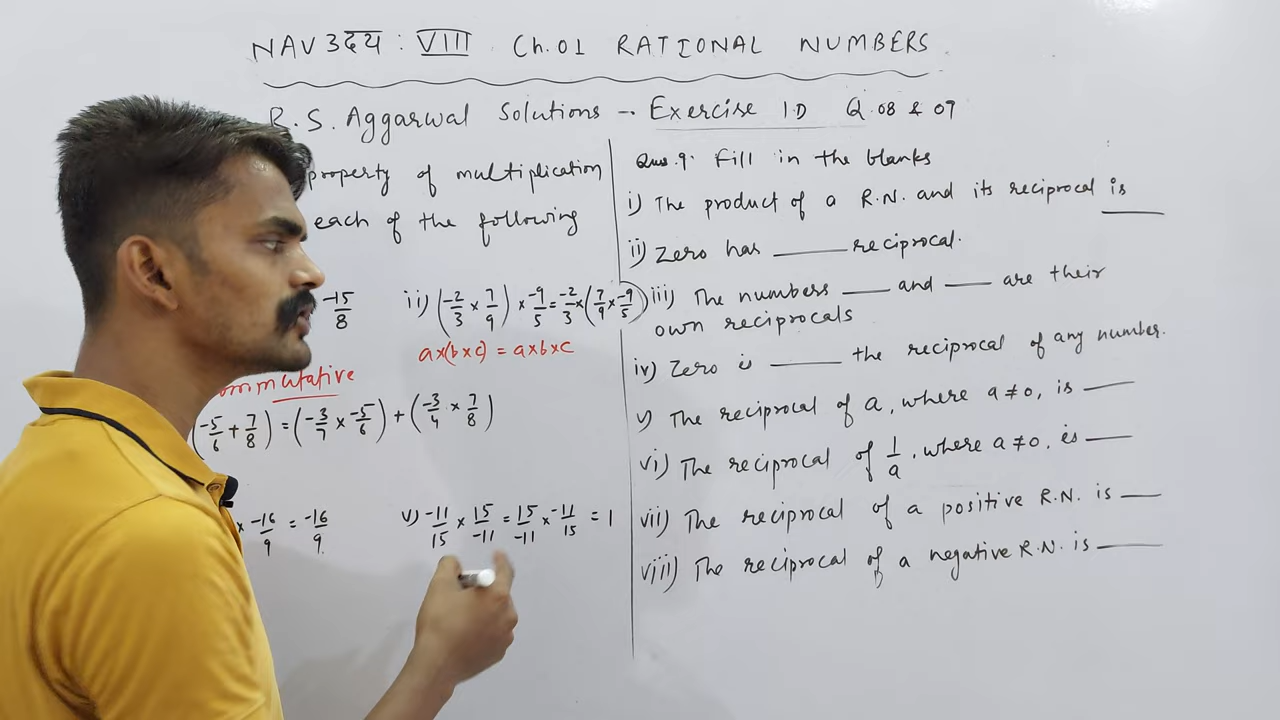 NAV उदय : VIII Ch.01 RATIONAL NUMBERS
R.S. Aggarwal Solutions - Exercise 1.D Q.08 & 09
property of multiplication
each of the following
-15/8
ii) (-2/3 × 7/9) × -9/5 = -2/3 × (7/9 × -9/5)
a×(b×c) = a×b×c
ommutative
(-5/6 + 7/8) = (-3/7 × -5/6) + (-3/4 × 7/8)
× -16/9 = -16/9
v) -11/15 × 15/-11 = 15/-11 × -11/15 = 1
Ques.9. Fill in the blanks
i) The product of a R.N. and its reciprocal is ____
ii) Zero has ____ reciprocal.
iii) The numbers ____ and ____ are their
own reciprocals
iv) Zero is ____ the reciprocal of any number.
v) The reciprocal of a, where a ≠ 0, is ____
vi) The reciprocal of 1/a, where a ≠ 0, is ____
vii) The reciprocal of a positive R.N. is ____
viii) The reciprocal of a negative R.N. is ____